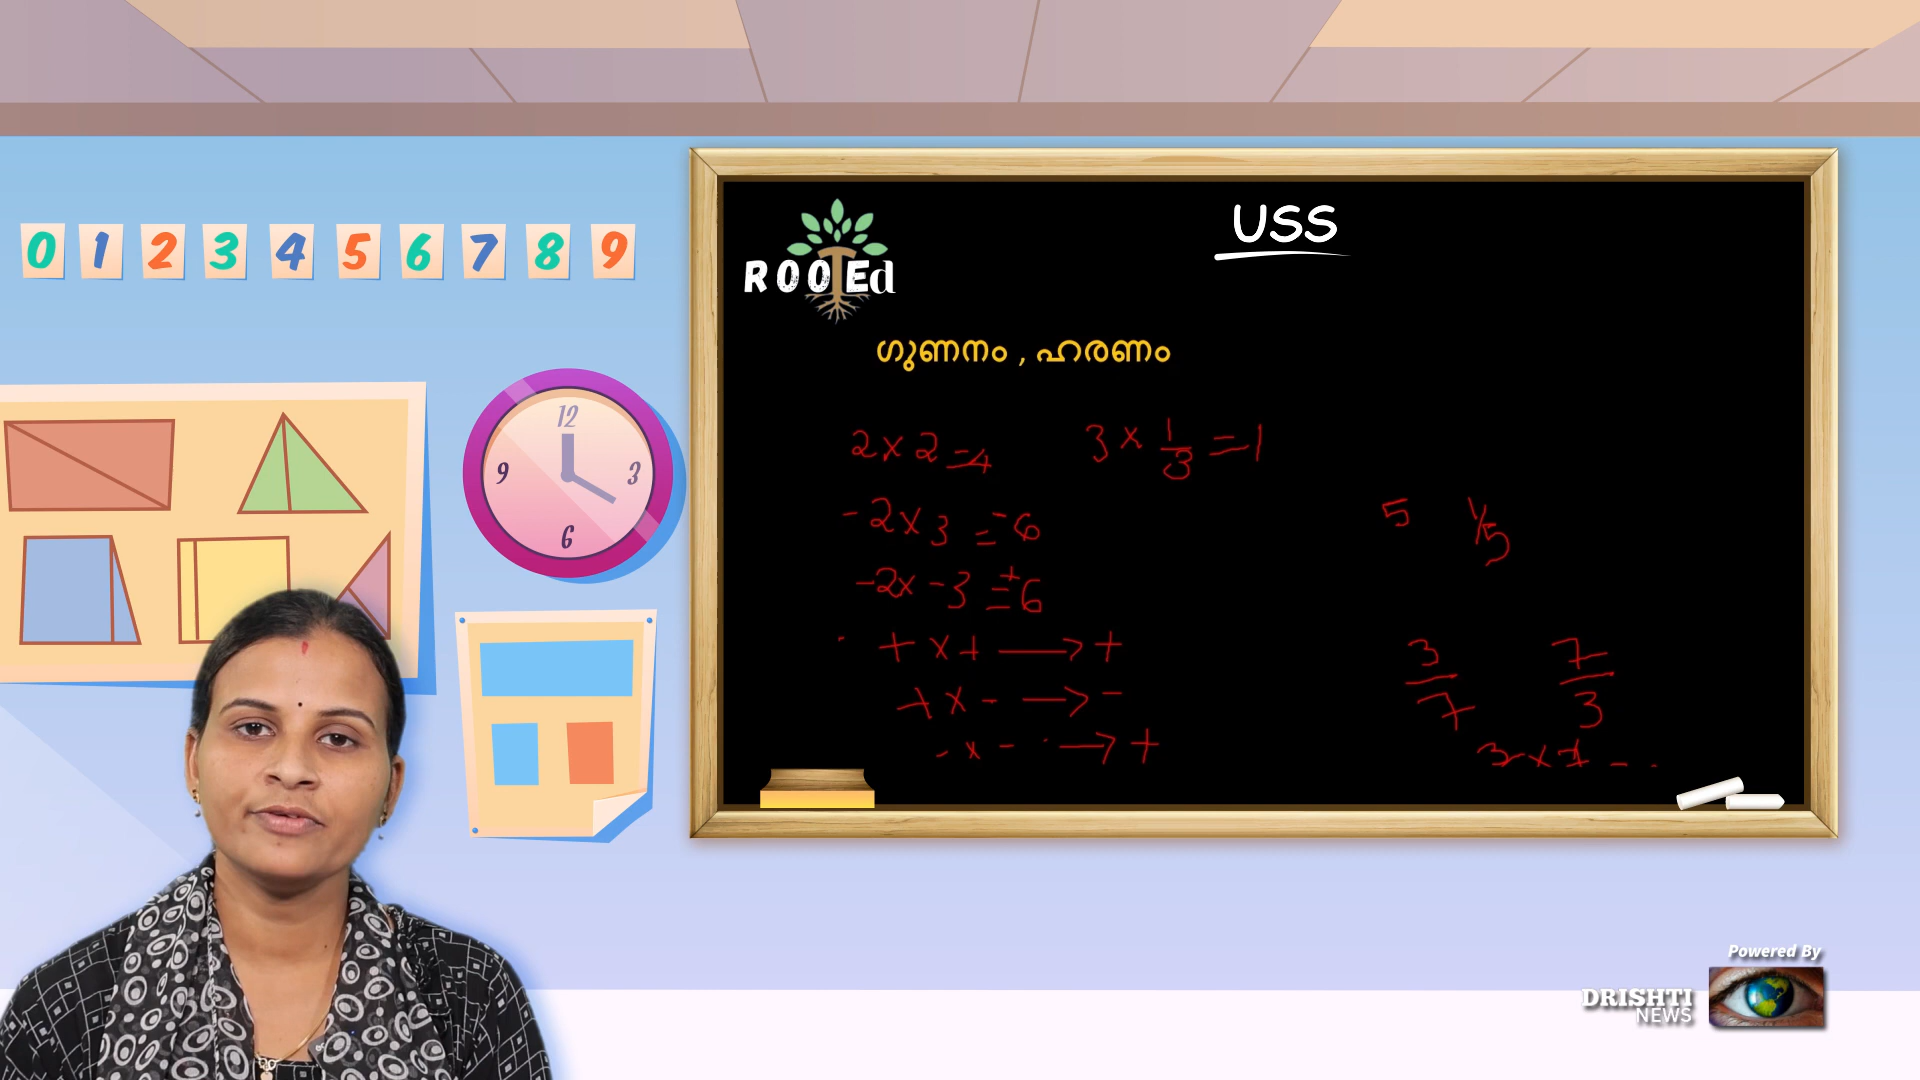 0 1 2 3 4 5 6 7 8 9
12
9 3
6
ROOTEd
USS
ഗുണനം , ഹരണം
2 x 2 = 4
3 x 1/3 = 1
-2 x 3 = -6
5 1/5
-2 x -3 = +6
+ x + → +
3/7 7/3
+ x - → -
- x - → +
Powered By
DRISHTI
NEWS